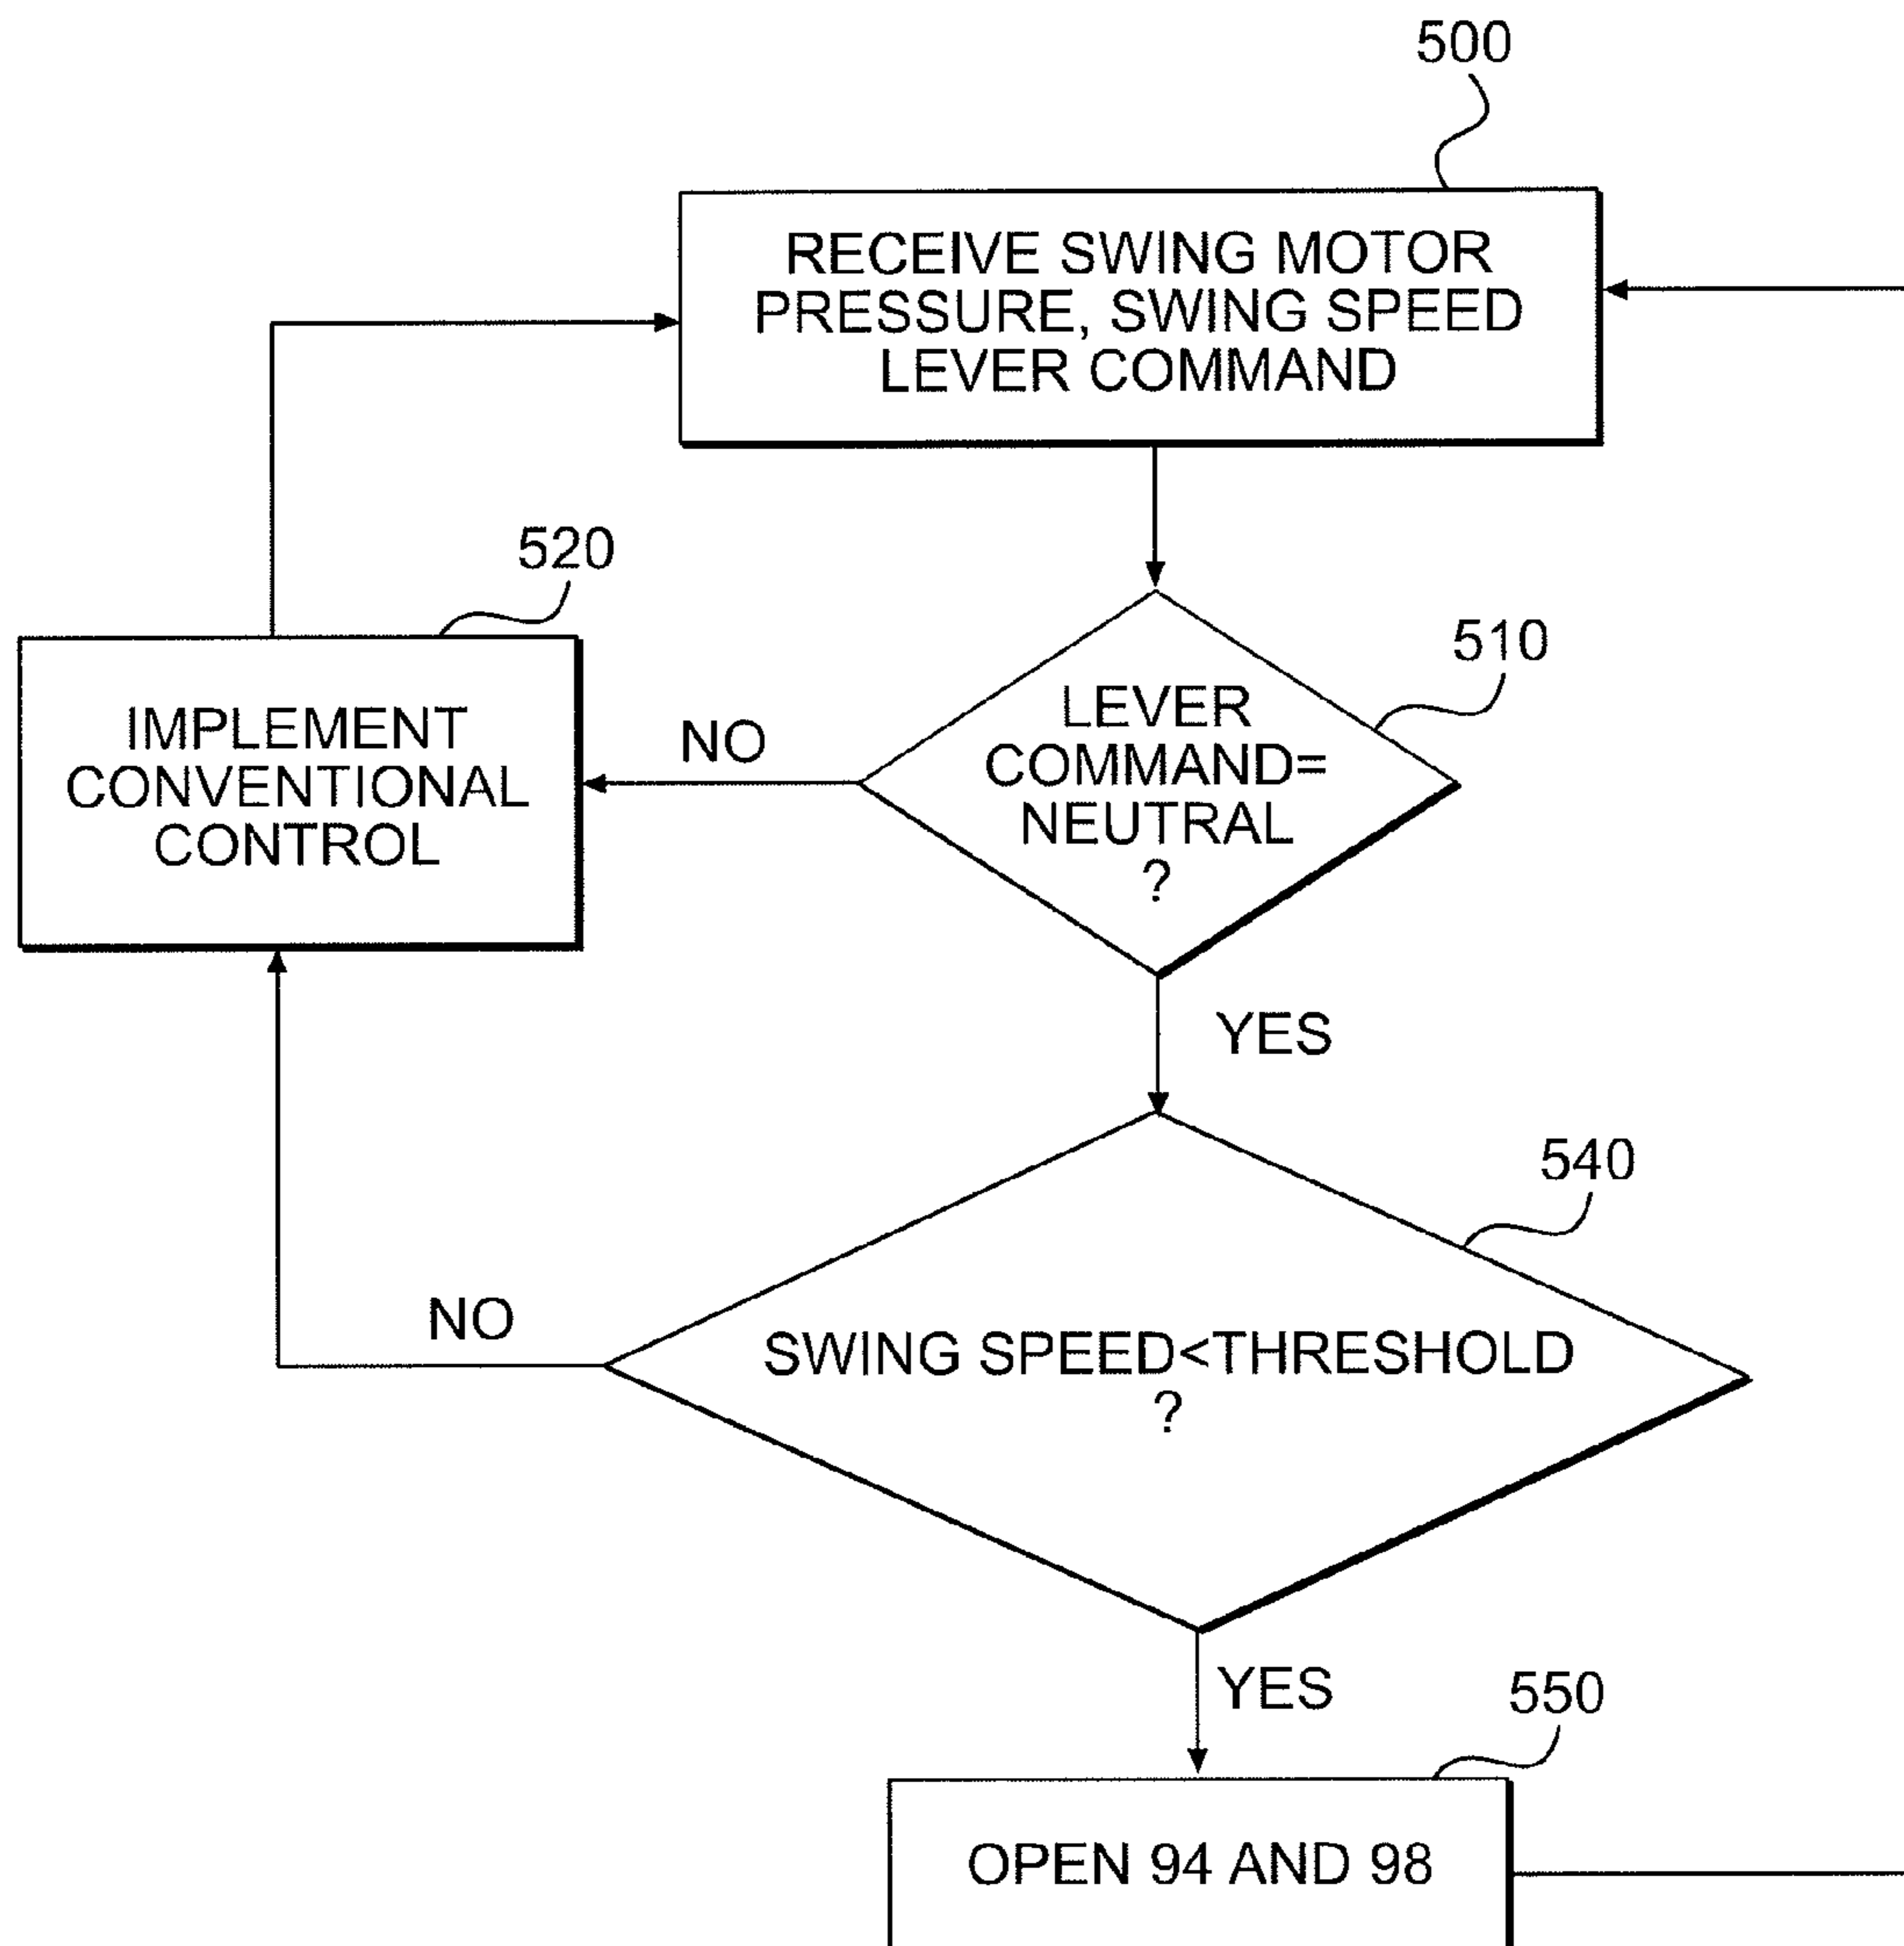 500
RECEIVE SWING MOTOR
PRESSURE, SWING SPEED
LEVER COMMAND
520
IMPLEMENT
CONVENTIONAL
CONTROL
NO
510
LEVER
COMMAND=
NEUTRAL
?
YES
540
NO
SWING SPEED<THRESHOLD
?
YES
550
OPEN 94 AND 98